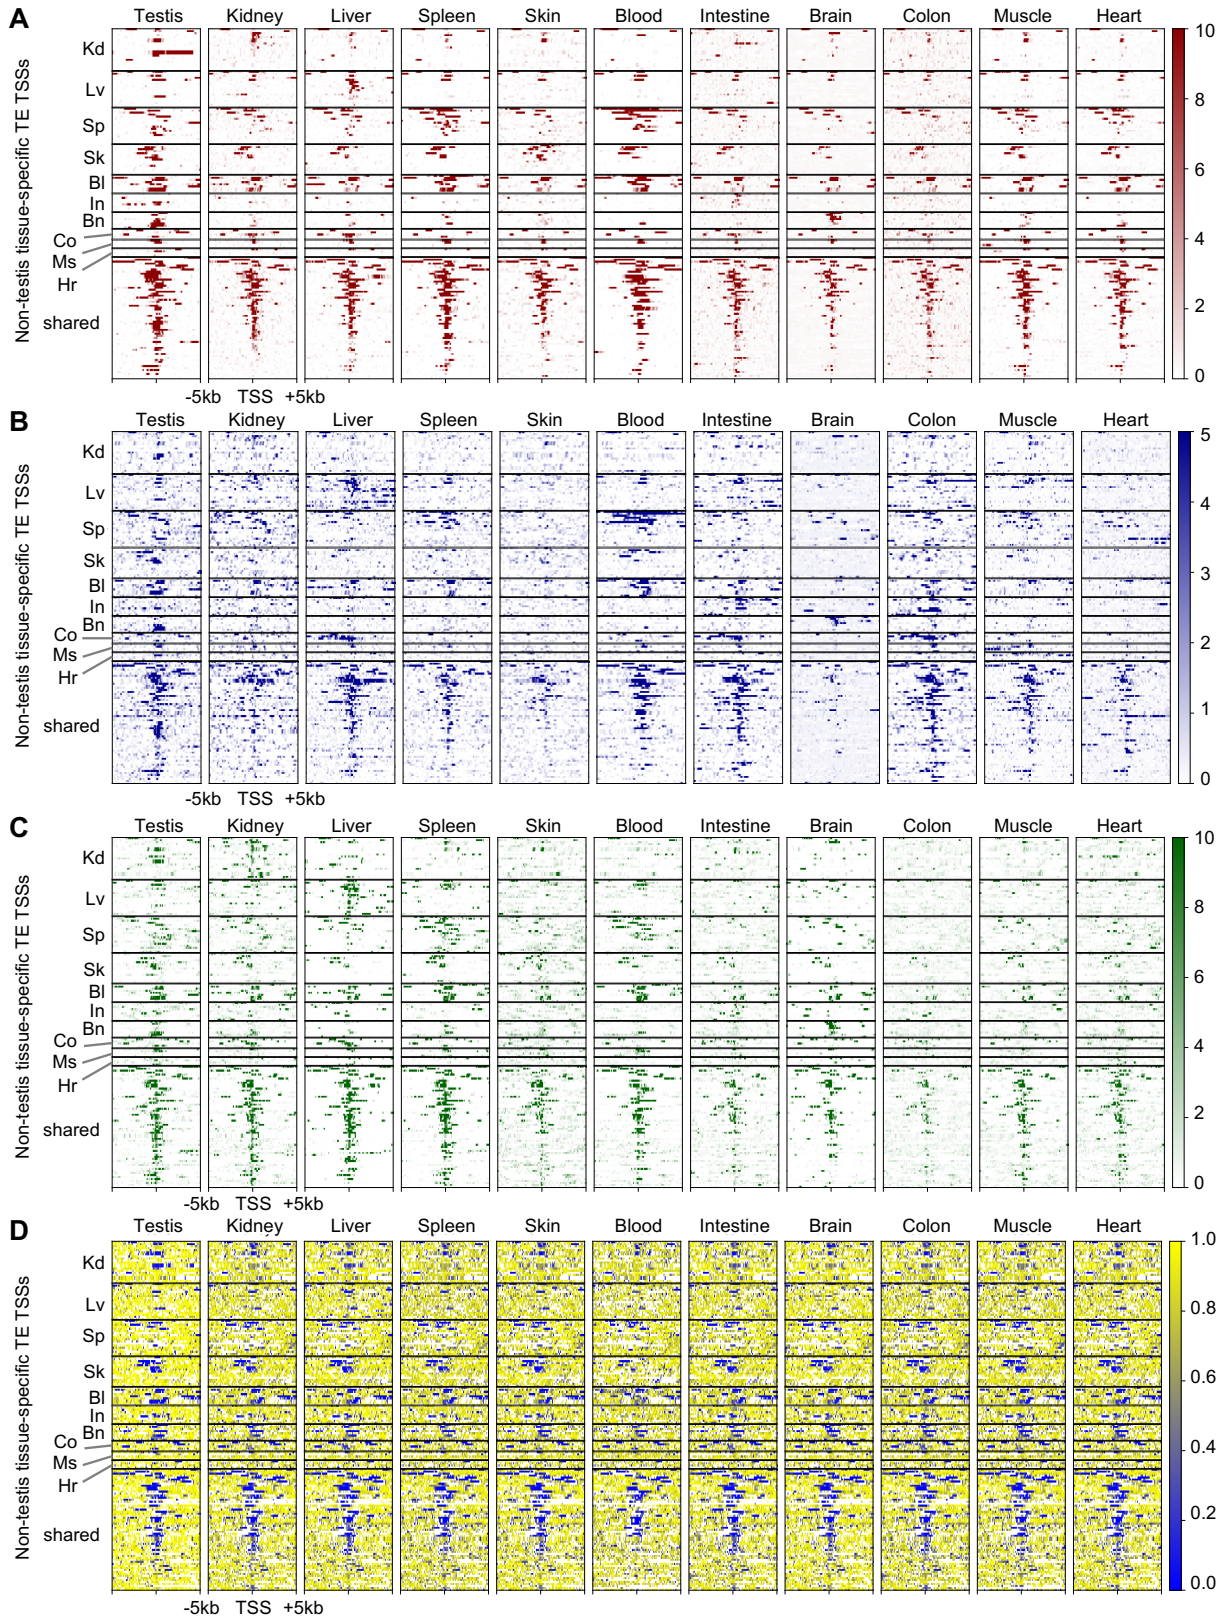 A
Testis Kidney Liver Spleen Skin Blood Intestine Brain Colon Muscle Heart
Non-testis tissue-specific TE TSSs
Kd
Lv
Sp
Sk
Bl
In
Bn
Co
Ms
Hr
shared
10
8
6
4
2
0
-5kb TSS +5kb
B
Testis Kidney Liver Spleen Skin Blood Intestine Brain Colon Muscle Heart
Non-testis tissue-specific TE TSSs
Kd
Lv
Sp
Sk
Bl
In
Bn
Co
Ms
Hr
shared
5
4
3
2
1
0
-5kb TSS +5kb
C
Testis Kidney Liver Spleen Skin Blood Intestine Brain Colon Muscle Heart
Non-testis tissue-specific TE TSSs
Kd
Lv
Sp
Sk
Bl
In
Bn
Co
Ms
Hr
shared
10
8
6
4
2
0
-5kb TSS +5kb
D
Testis Kidney Liver Spleen Skin Blood Intestine Brain Colon Muscle Heart
Non-testis tissue-specific TE TSSs
Kd
Lv
Sp
Sk
Bl
In
Bn
Co
Ms
Hr
shared
1.0
0.8
0.6
0.4
0.2
0.0
-5kb TSS +5kb